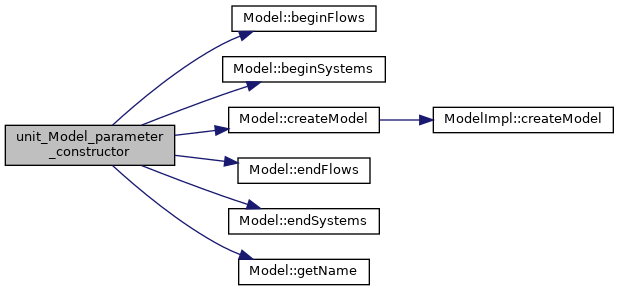 Model::beginFlows
Model::beginSystems
Model::createModel
ModelImpl::createModel
unit_Model_parameter
_constructor
Model::endFlows
Model::endSystems
Model::getName